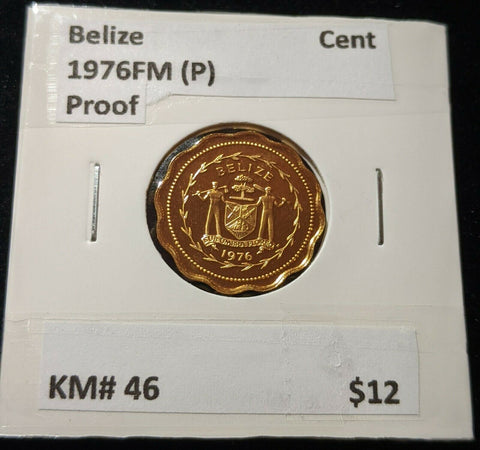 Belize Cent
1976FM (P)
Proof
BELIZE
1976
KM# 46 $12